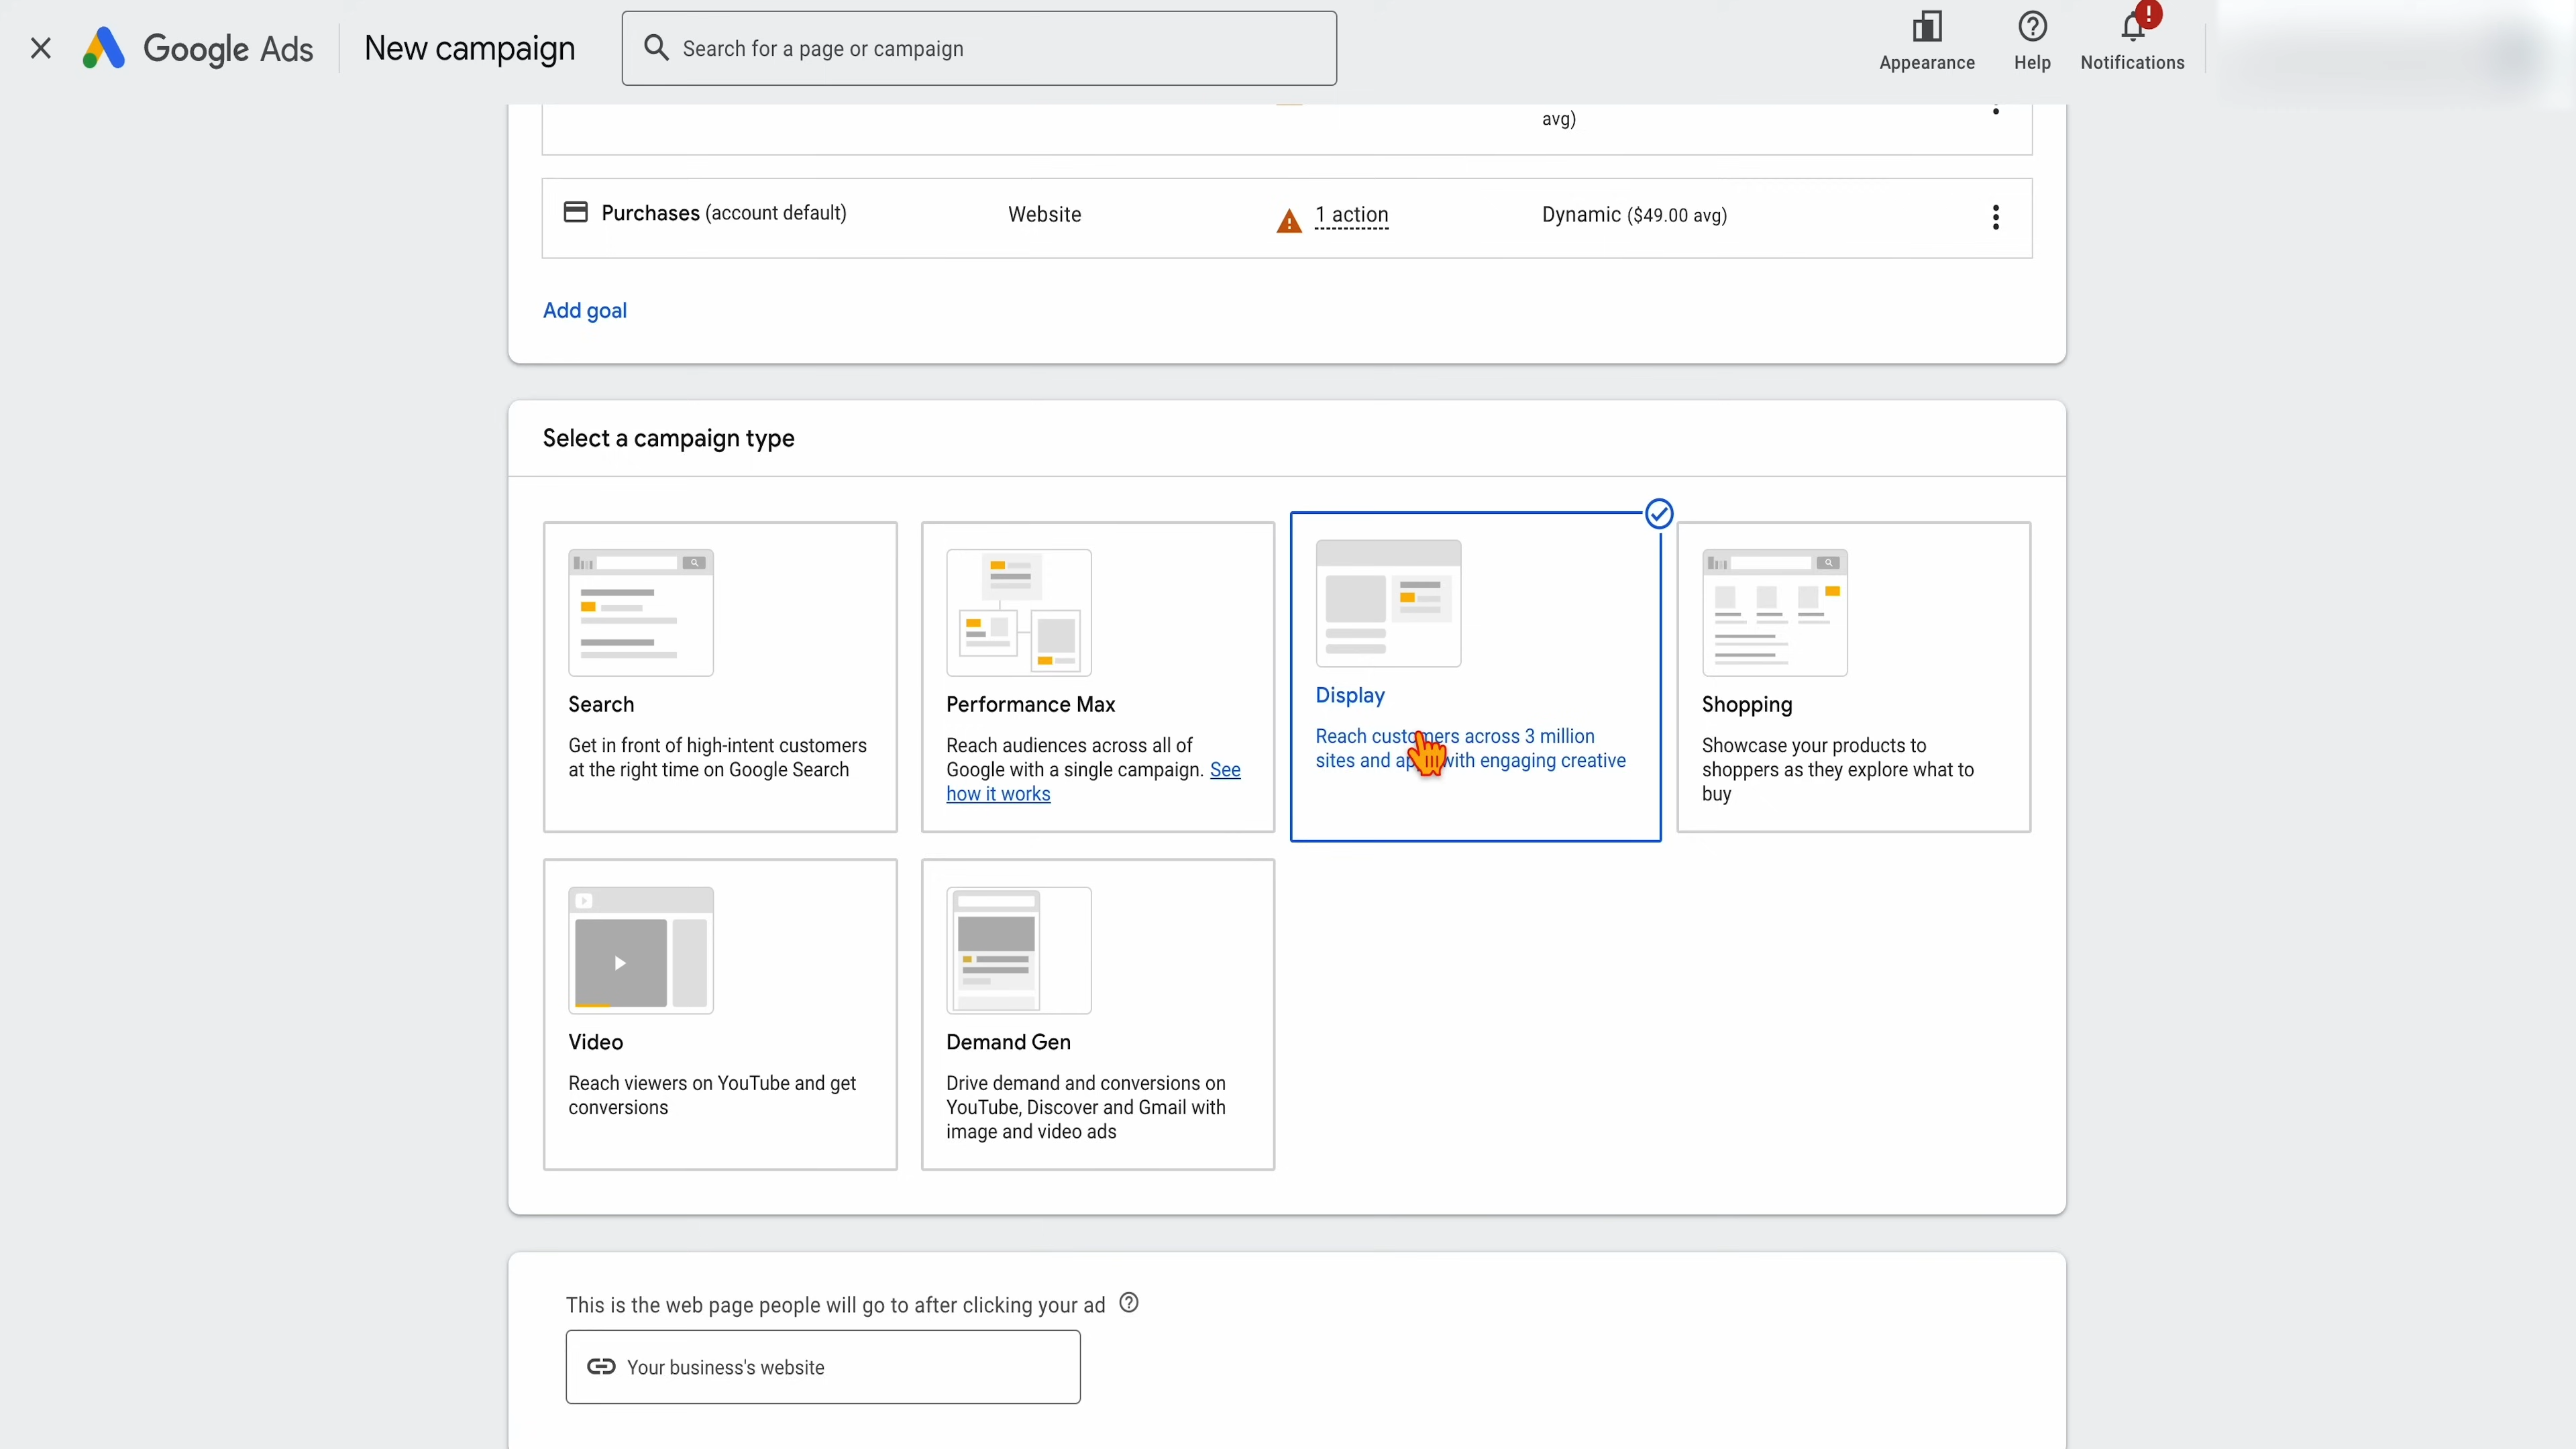 Google Ads
New campaign
Search for a page or campaign
Appearance
Help
Notifications
avg)
Purchases (account default)
Website
1 action
Dynamic ($49.00 avg)
Add goal
Select a campaign type
Search
Get in front of high-intent customers
at the right time on Google Search
Performance Max
Reach audiences across all of
Google with a single campaign. See
how it works
Display
Reach customers across 3 million
sites and with engaging creative
Shopping
Showcase your products to
shoppers as they explore what to
buy
Video
Reach viewers on YouTube and get
conversions
Demand Gen
Drive demand and conversions on
YouTube, Discover and Gmail with
image and video ads
This is the web page people will go to after clicking your ad
Your business's website